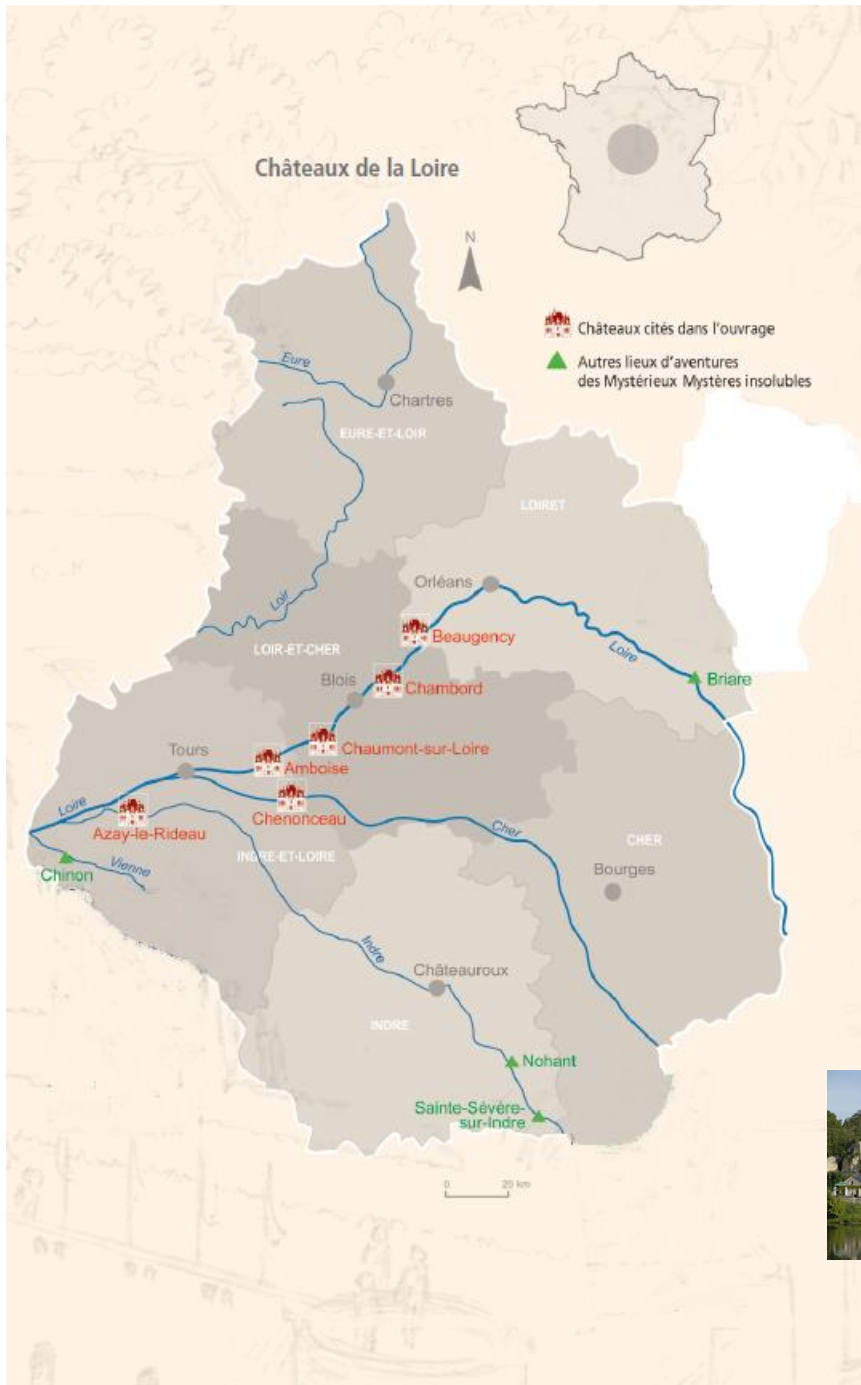 Châteaux de la Loire
N
Châteaux cités dans l'ouvrage
Autres lieux d'aventures
des Mystérieux Mystères insolubles
Eure
Chartres
EURE-ET-LOIR
LOIRET
Orléans
Loir
Beaugency
Loire
LOIR-ET-CHER
Blois
Chambord
Briare
Chaumont-sur-Loire
Tours
Amboise
Loire
Chenonceau
Azay-le-Rideau
Cher
CHER
INDRE-ET-LOIRE
Vienne
Chinon
Bourges
Indre
Châteauroux
INDRE
Nohant
Sainte-Sévère-
sur-Indre
0 20 km